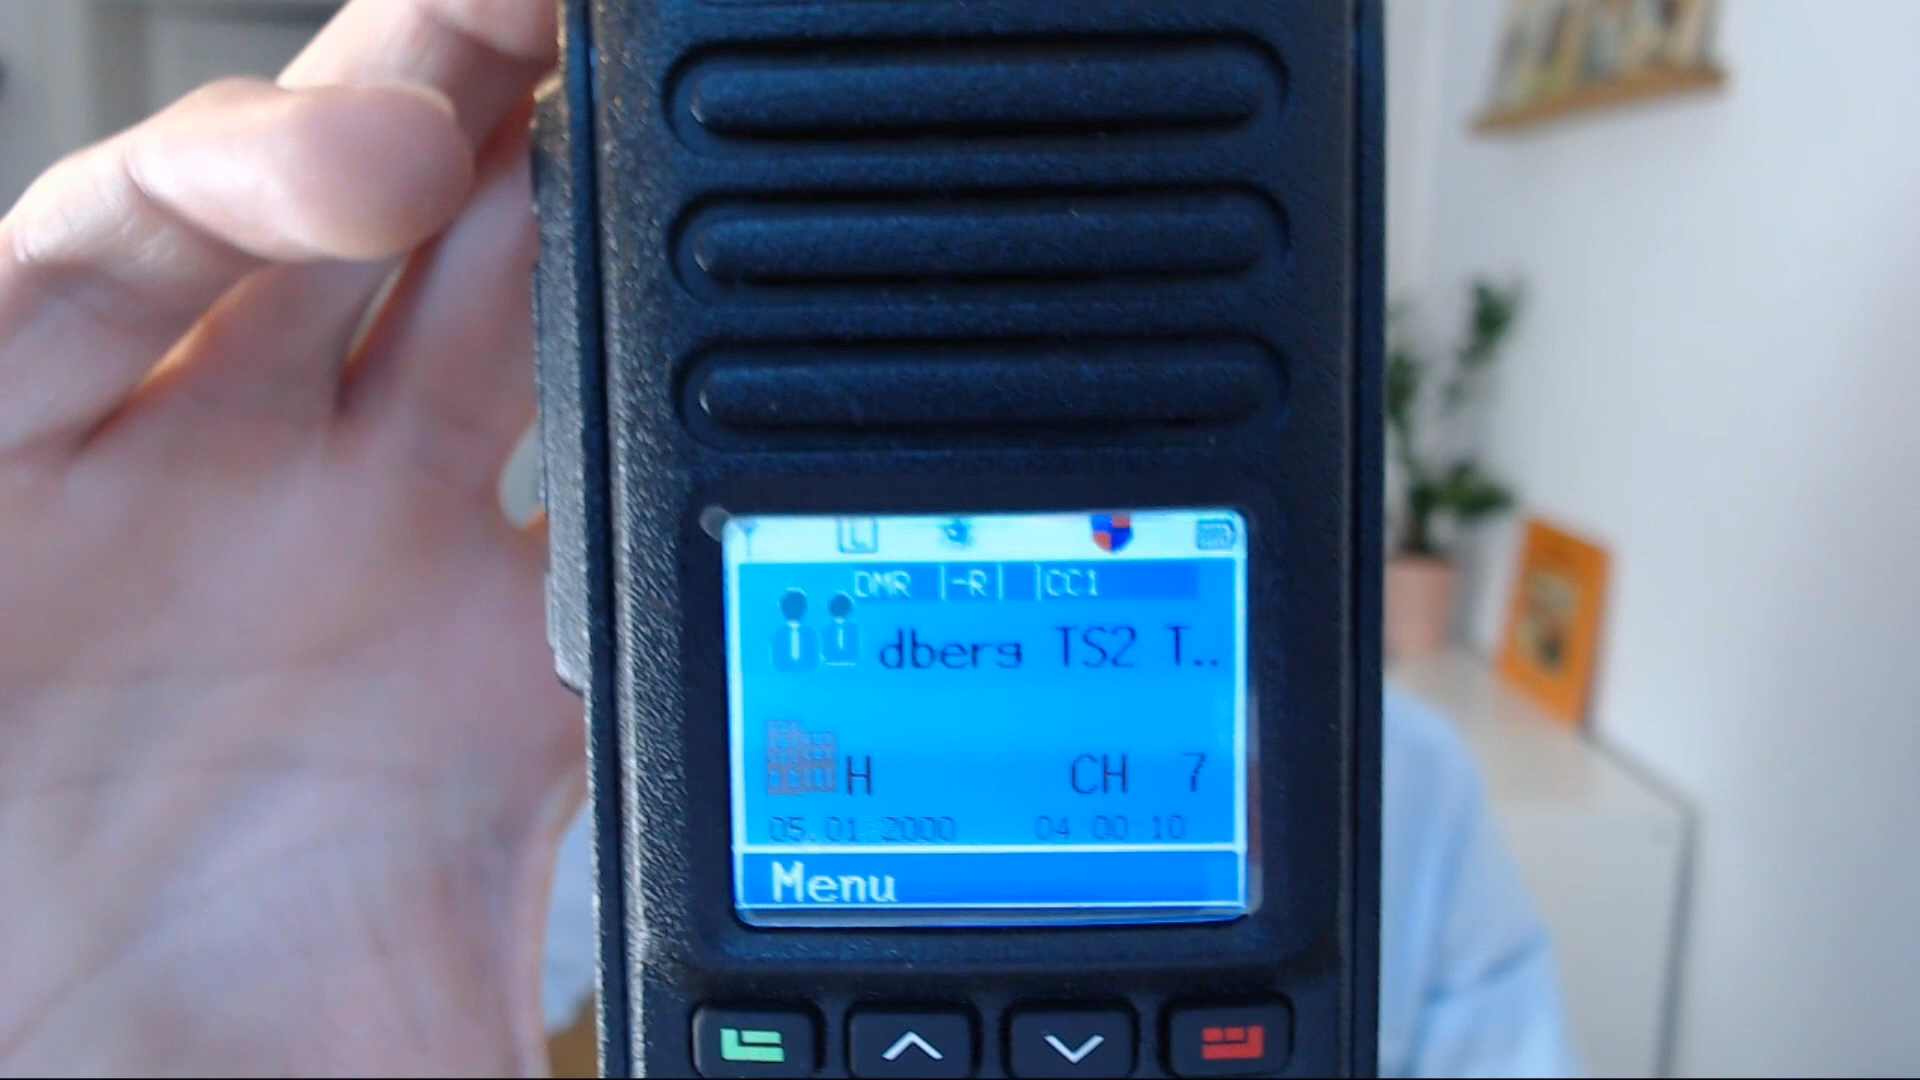 L
DMR |-R| |CC1
dberg TS2 T..
H CH 7
05.01.2000 04 00 10
Menu